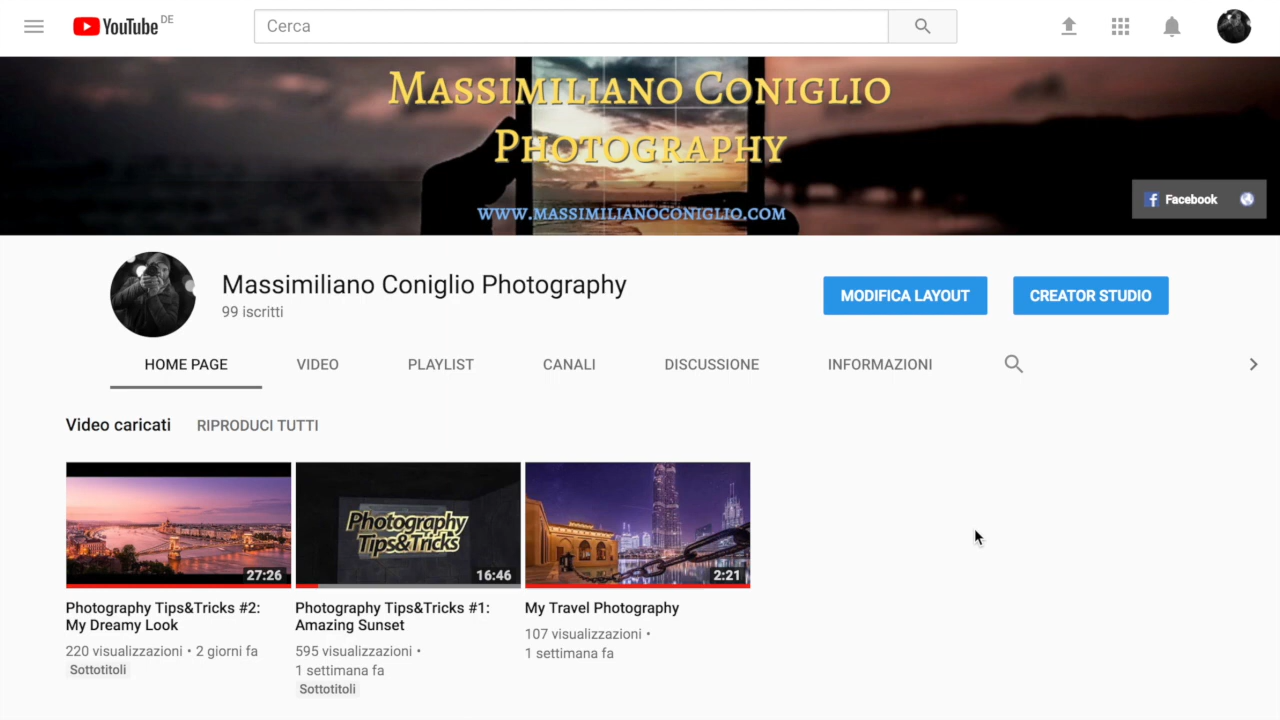 YouTube DE
Cerca
Massimiliano Coniglio
Photography
www.massimilianoconiglio.com
Facebook
Massimiliano Coniglio Photography
99 iscritti
MODIFICA LAYOUT
CREATOR STUDIO
HOME PAGE
VIDEO
PLAYLIST
CANALI
DISCUSSIONE
INFORMAZIONI
Video caricati
RIPRODUCI TUTTI
27:26
Photography Tips&Tricks #2:
My Dreamy Look
220 visualizzazioni • 2 giorni fa
Sottotitoli
Photography
Tips&Tricks
16:46
Photography Tips&Tricks #1:
Amazing Sunset
595 visualizzazioni •
1 settimana fa
Sottotitoli
2:21
My Travel Photography
107 visualizzazioni •
1 settimana fa